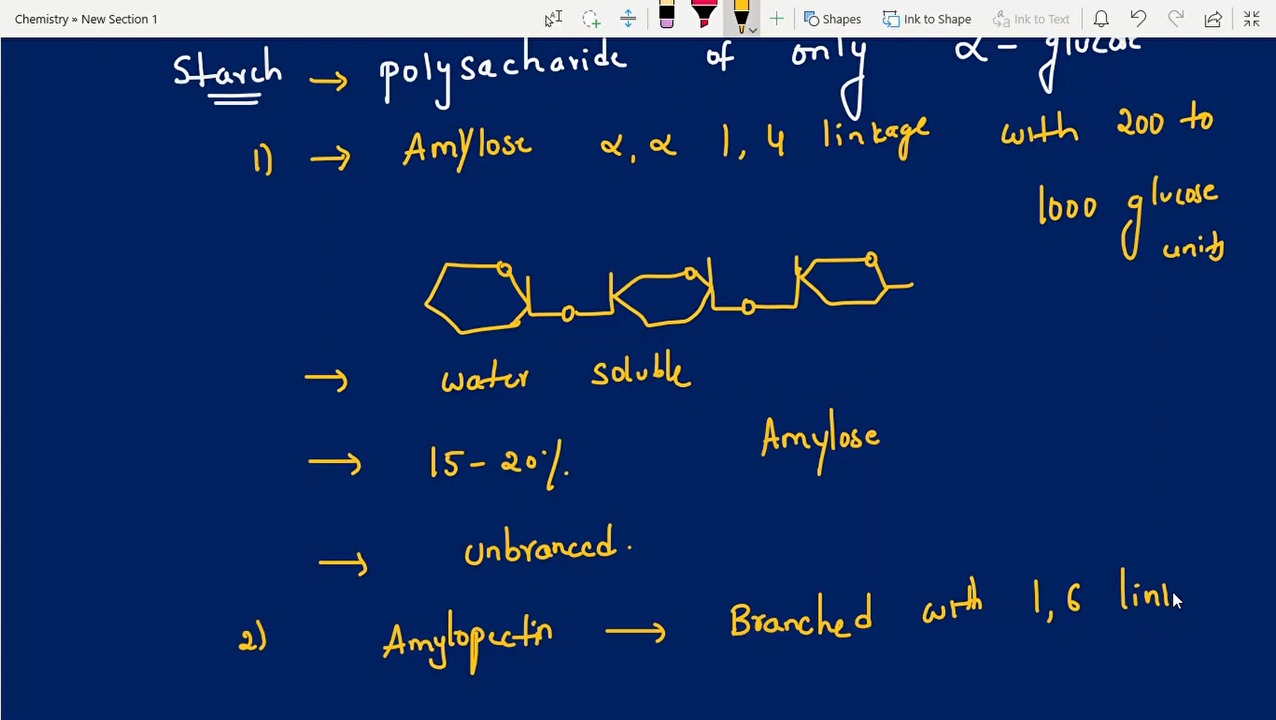 Chemistry » New Section 1
Shapes Ink to Shape Ink to Text
Starch → polysacharide of only α- glucose
1) → Amylose α, α 1, 4 linkage with 200 to
1000 glucose
units
→ water soluble
→ 15-20%. Amylose
→ unbranced.
2) Amylopectin → Branched with 1, 6 link